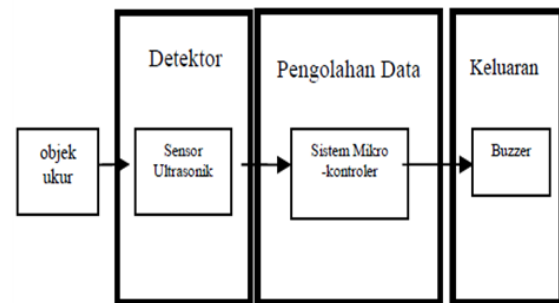 Detektor
Pengolahan Data
Keluaran
objek
ukur
Sensor
Ultrasonik
Sistem Mikro
-kontroler
Buzzer